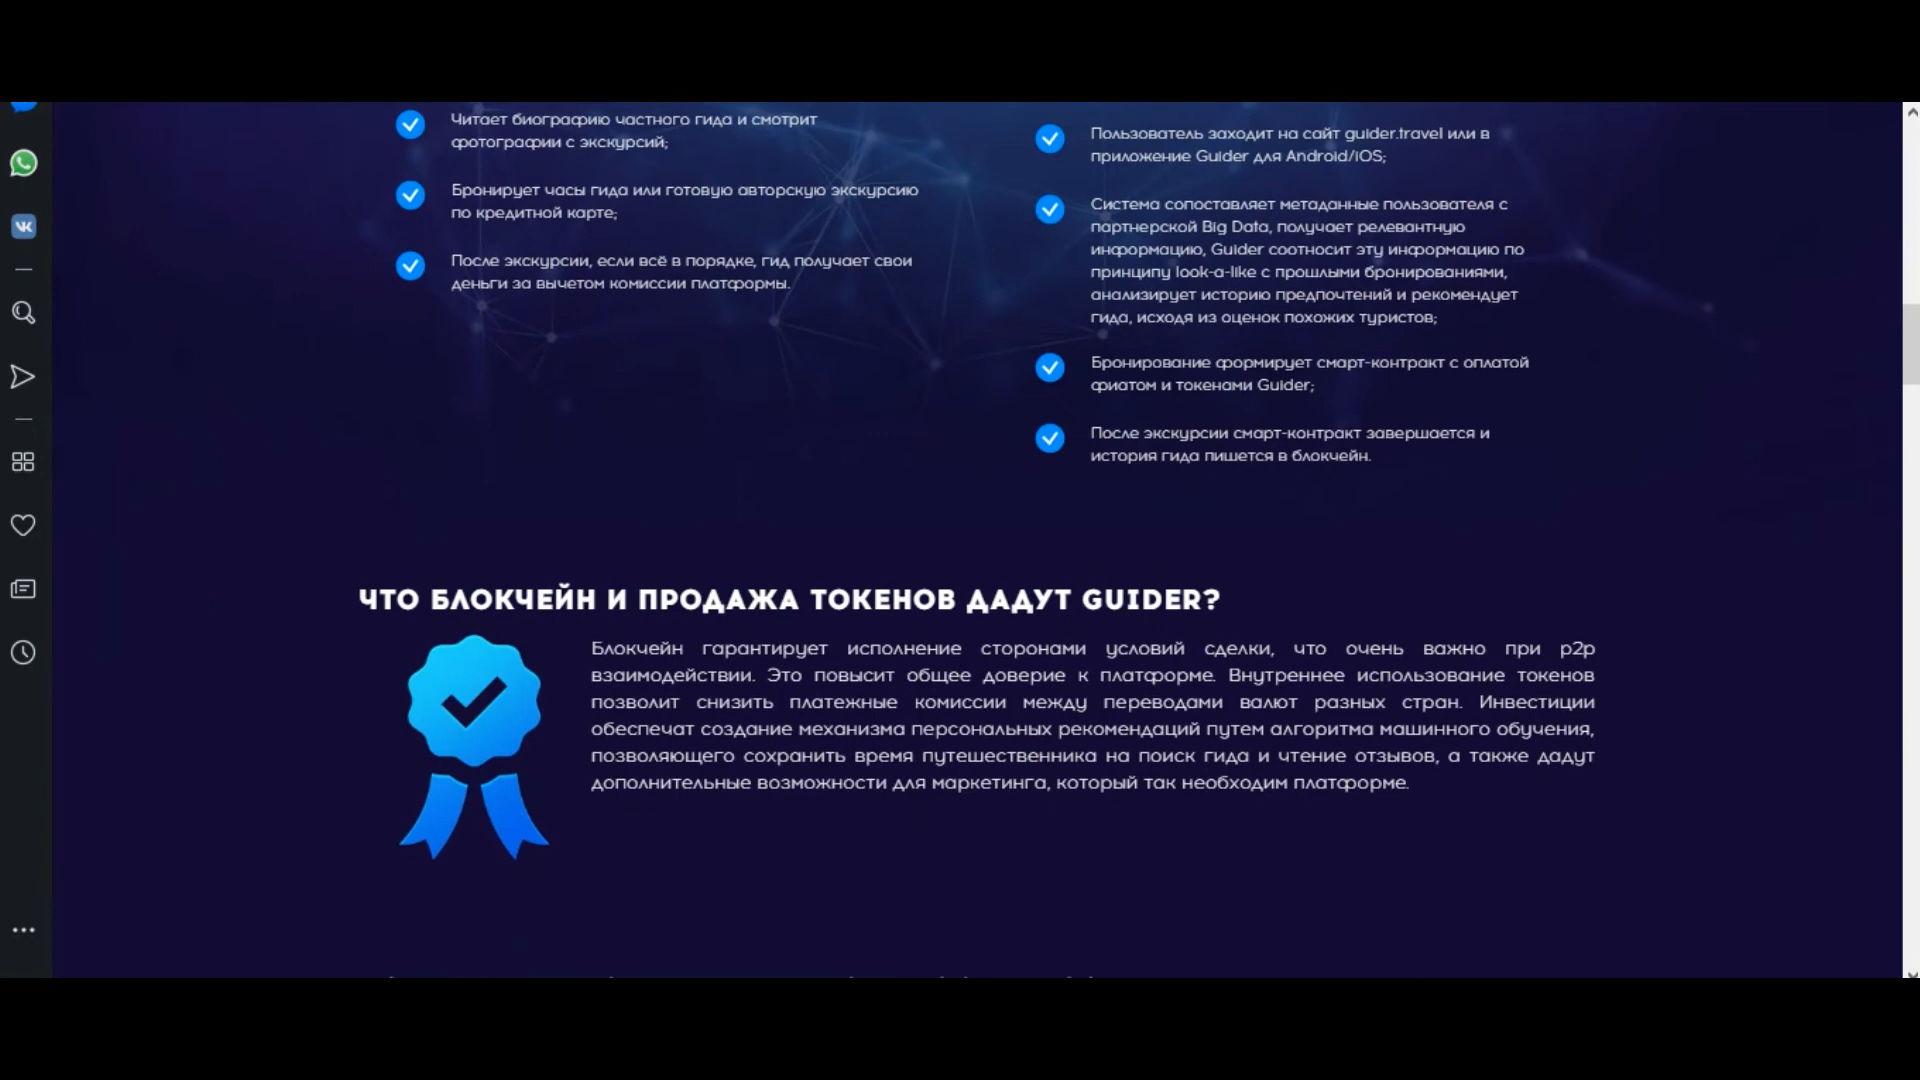 Читает биографию частного гида и смотрит
фотографии с экскурсий;
Бронирует часы гида или готовую авторскую экскурсию
по кредитной карте;
После экскурсии, если всё в порядке, гид получает свои
деньги за вычетом комиссии платформы.
Пользователь заходит на сайт guider.travel или в
приложение Guider для Android/iOS;
Система сопоставляет метаданные пользователя с
партнерской Big Data, получает релевантную
информацию, Guider соотносит эту информацию по
принципу look-a-like с прошлыми бронированиями,
анализирует историю предпочтений и рекомендует
гида, исходя из оценок похожих туристов;
Бронирование формирует смарт-контракт с оплатой
фиатом и токенами Guider;
После экскурсии смарт-контракт завершается и
история гида пишется в блокчейн.
ЧТО БЛОКЧЕЙН И ПРОДАЖА ТОКЕНОВ ДАДУТ GUIDER?
Блокчейн гарантирует исполнение сторонами условий сделки, что очень важно при p2p
взаимодействии. Это повысит общее доверие к платформе. Внутреннее использование токенов
позволит снизить платежные комиссии между переводами валют разных стран. Инвестиции
обеспечат создание механизма персональных рекомендаций путем алгоритма машинного обучения,
позволяющего сохранить время путешественника на поиск гида и чтение отзывов, а также дадут
дополнительные возможности для маркетинга, который так необходим платформе.